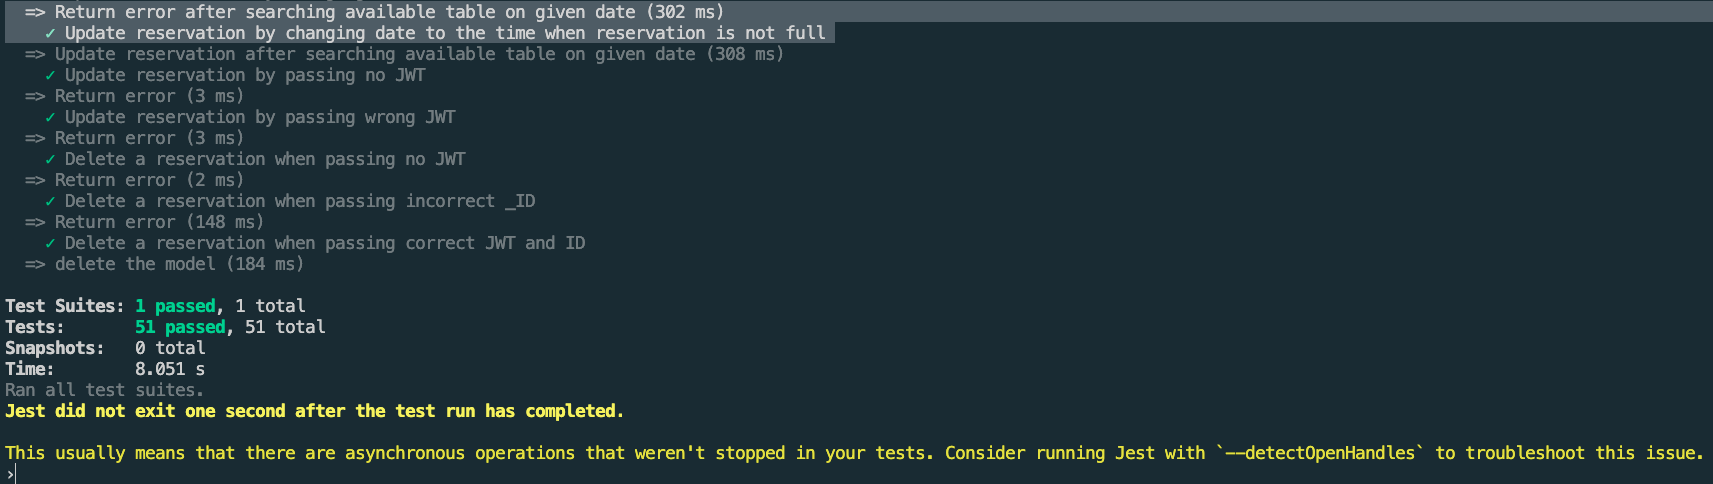 => Return error after searching available table on given date (302 ms)
✓ Update reservation by changing date to the time when reservation is not full
=> Update reservation after searching available table on given date (308 ms)
✓ Update reservation by passing no JWT
=> Return error (3 ms)
✓ Update reservation by passing wrong JWT
=> Return error (3 ms)
✓ Delete a reservation when passing no JWT
=> Return error (2 ms)
✓ Delete a reservation when passing incorrect _ID
=> Return error (148 ms)
✓ Delete a reservation when passing correct JWT and ID
=> delete the model (184 ms)
Test Suites: 1 passed, 1 total
Tests: 51 passed, 51 total
Snapshots: 0 total
Time: 8.051 s
Ran all test suites.
Jest did not exit one second after the test run has completed.
This usually means that there are asynchronous operations that weren't stopped in your tests. Consider running Jest with `--detectOpenHandles` to troubleshoot this issue.
›